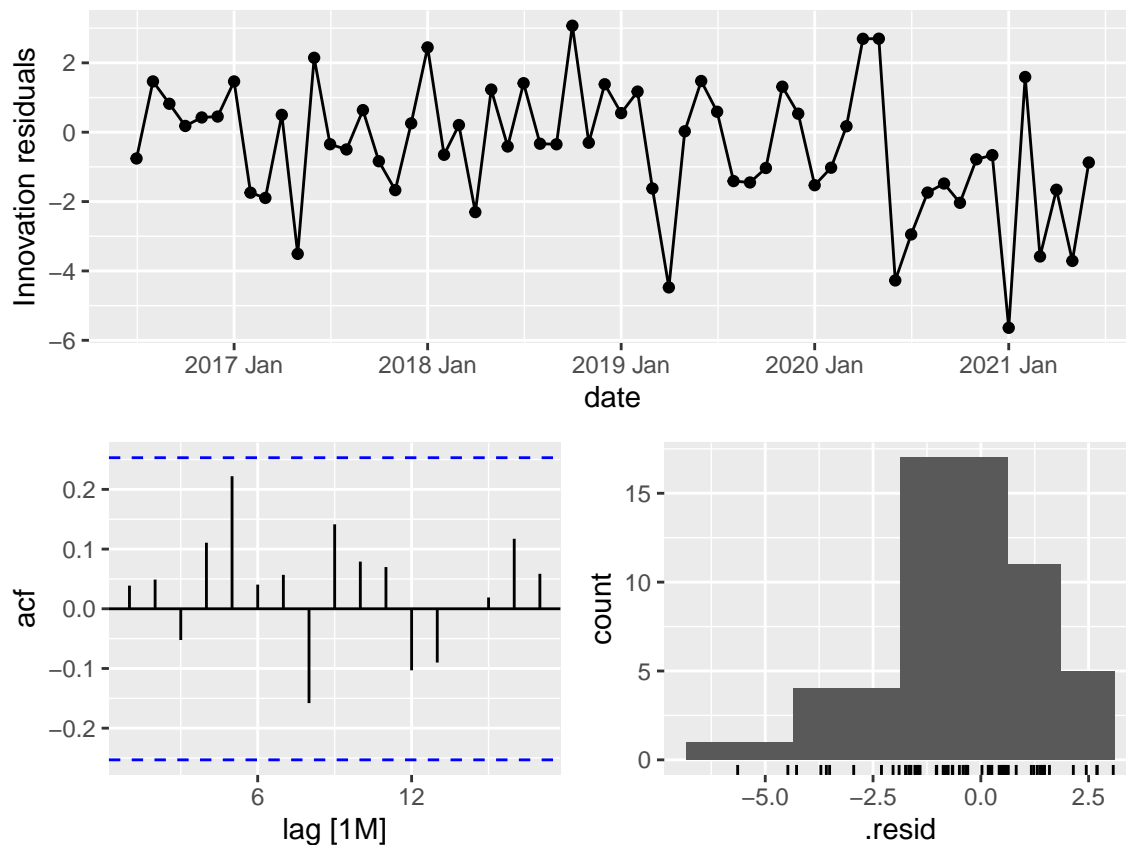 Innovation residuals
2
0
−2
−4
−6
2017 Jan 2018 Jan 2019 Jan 2020 Jan 2021 Jan
date
acf
0.2
0.1
0.0
−0.1
−0.2
6 12
lag [1M]
count
15
10
5
0
−5.0 −2.5 0.0 2.5
.resid